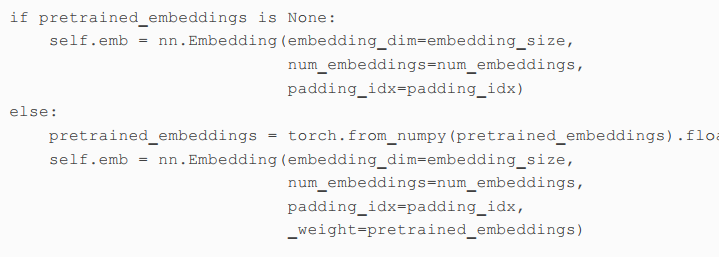 if pretrained_embeddings is None:
    self.emb = nn.Embedding(embedding_dim=embedding_size,
                            num_embeddings=num_embeddings,
                            padding_idx=padding_idx)
else:
    pretrained_embeddings = torch.from_numpy(pretrained_embeddings).floa
    self.emb = nn.Embedding(embedding_dim=embedding_size,
                            num_embeddings=num_embeddings,
                            padding_idx=padding_idx,
                            _weight=pretrained_embeddings)